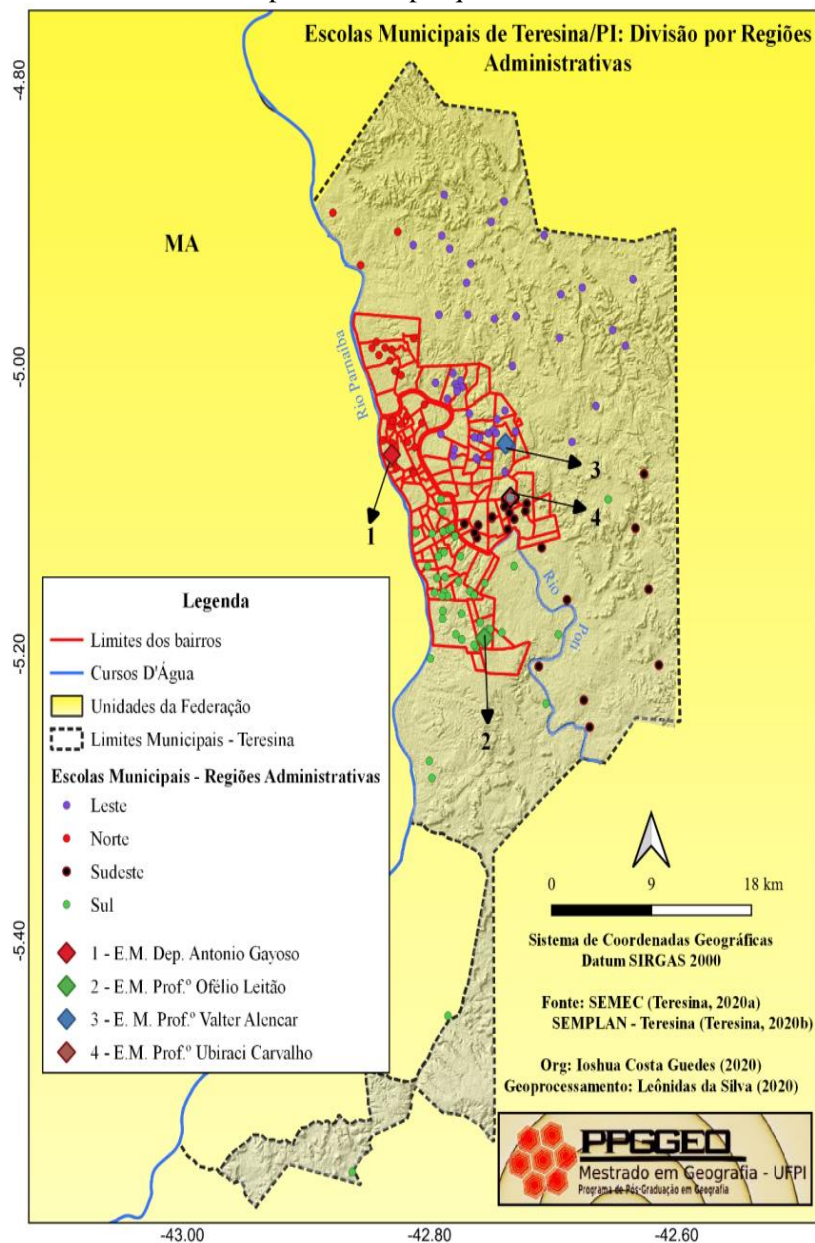 Escolas Municipais de Teresina/PI: Divisão por Regiões
Administrativas
-4.80
MA
-5.00
Rio Parnaíba
3
4
1
Rio
Poti
-5.20
2
Legenda
Limites dos bairros
Cursos D'Água
Unidades da Federação
Limites Municipais - Teresina
Escolas Municipais - Regiões Administrativas
Leste
Norte
Sudeste
Sul
1 - E.M. Dep. Antonio Gayoso
2 - E.M. Prof.º Ofélio Leitão
3 - E. M. Prof.º Valter Alencar
4 - E.M. Prof.º Ubiraci Carvalho
0 9 18 km
-5.40
Sistema de Coordenadas Geográficas
Datum SIRGAS 2000
Fonte: SEMEC (Teresina, 2020a)
SEMPLAN - Teresina (Teresina, 2020b)
Org: Ioshua Costa Guedes (2020)
Geoprocessamento: Leônidas da Silva (2020)
PPGGEO
Mestrado em Geografia - UFPI
Programa de Pós-Graduação em Geografia
-43.00 -42.80 -42.60